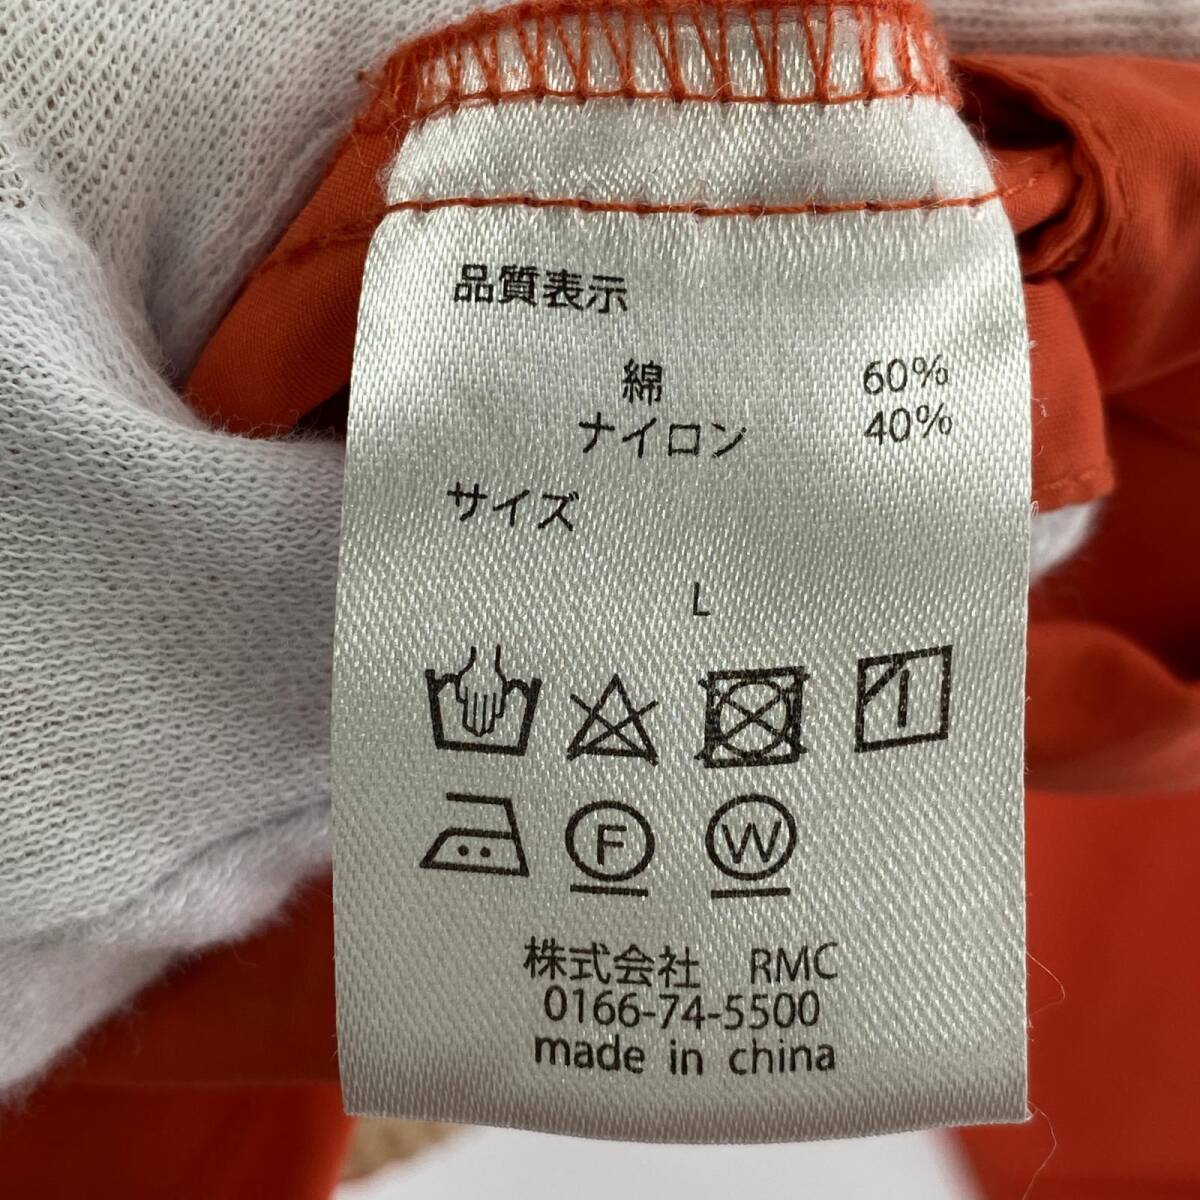 品質表示
綿 60%
ナイロン 40%
サイズ
L
F W
株式会社 RMC
0166-74-5500
made in china